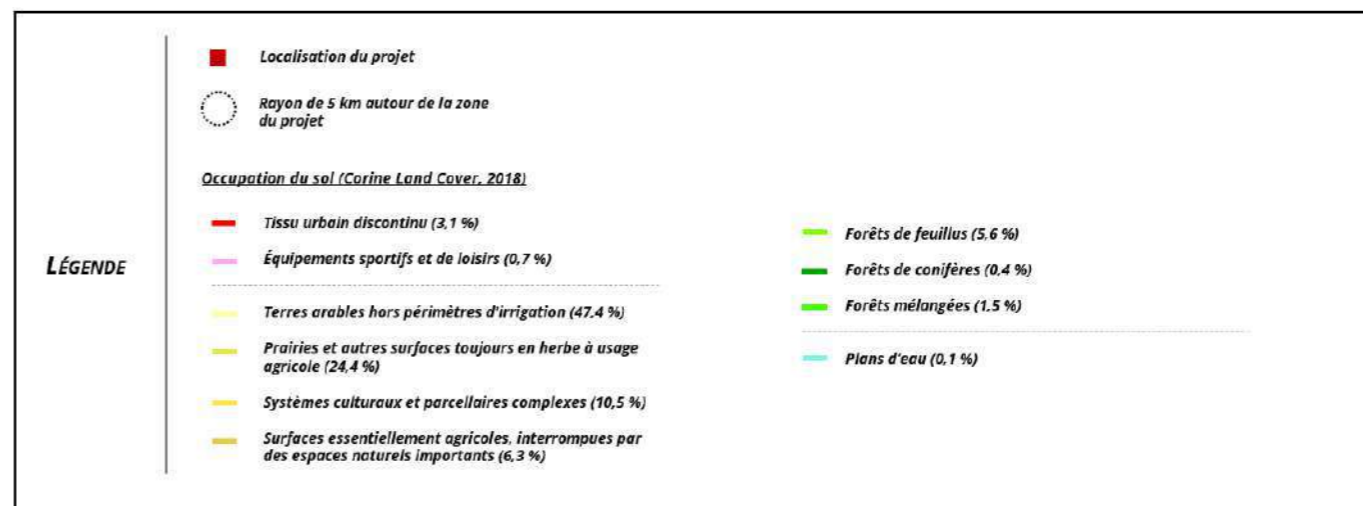 LÉGENDE
Localisation du projet
Rayon de 5 km autour de la zone
du projet
Occupation du sol (Corine Land Cover, 2018)
Tissu urbain discontinu (3,1 %)
Équipements sportifs et de loisirs (0,7 %)
Terres arables hors périmètres d'irrigation (47,4 %)
Prairies et autres surfaces toujours en herbe à usage
agricole (24,4 %)
Systèmes culturaux et parcellaires complexes (10,5 %)
Surfaces essentiellement agricoles, interrompues par
des espaces naturels importants (6,3 %)
Forêts de feuillus (5,6 %)
Forêts de conifères (0,4 %)
Forêts mélangées (1,5 %)
Plans d'eau (0,1 %)